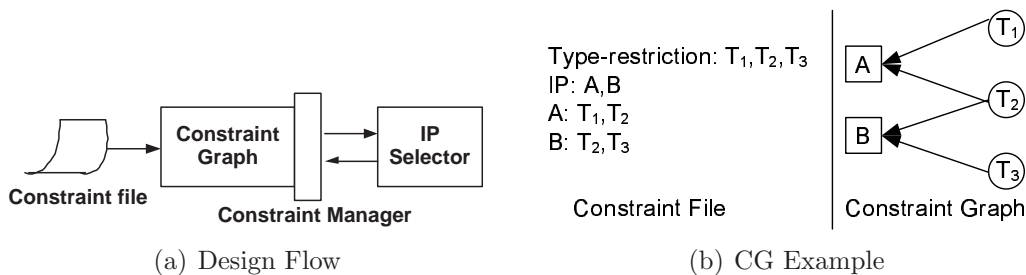 Constraint file
Constraint
Graph
IP
Selector
Constraint Manager
(a) Design Flow
Type-restriction: T₁,T₂,T₃
IP: A,B
A: T₁,T₂
B: T₂,T₃
Constraint File
A
B
T₁
T₂
T₃
Constraint Graph
(b) CG Example